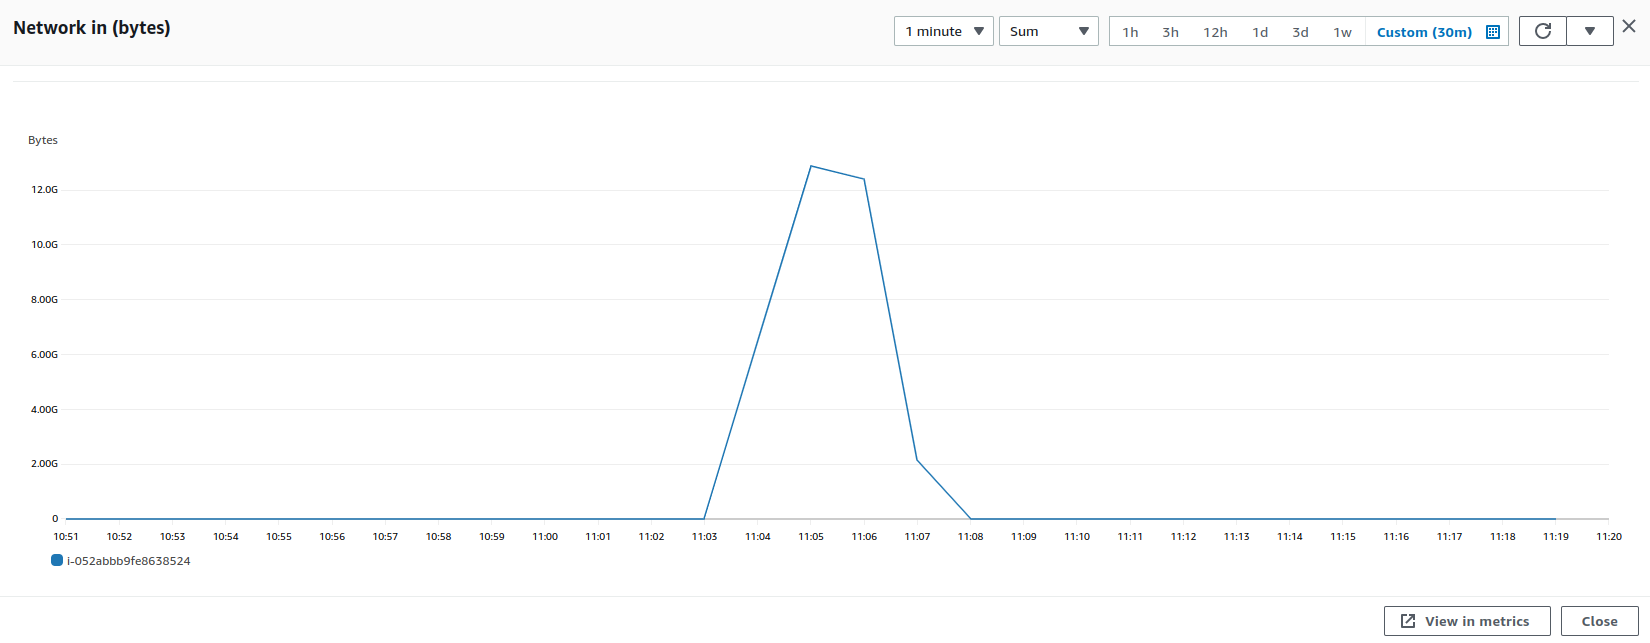 Network in (bytes)
1 minute Sum 1h 3h 12h 1d 3d 1w Custom (30m)
Bytes
12.0G
10.0G
8.00G
6.00G
4.00G
2.00G
0
10:51 10:52 10:53 10:54 10:55 10:56 10:57 10:58 10:59 11:00 11:01 11:02 11:03 11:04 11:05 11:06 11:07 11:08 11:09 11:10 11:11 11:12 11:13 11:14 11:15 11:16 11:17 11:18 11:19 11:20
i-052abbb9fe8638524
View in metrics Close